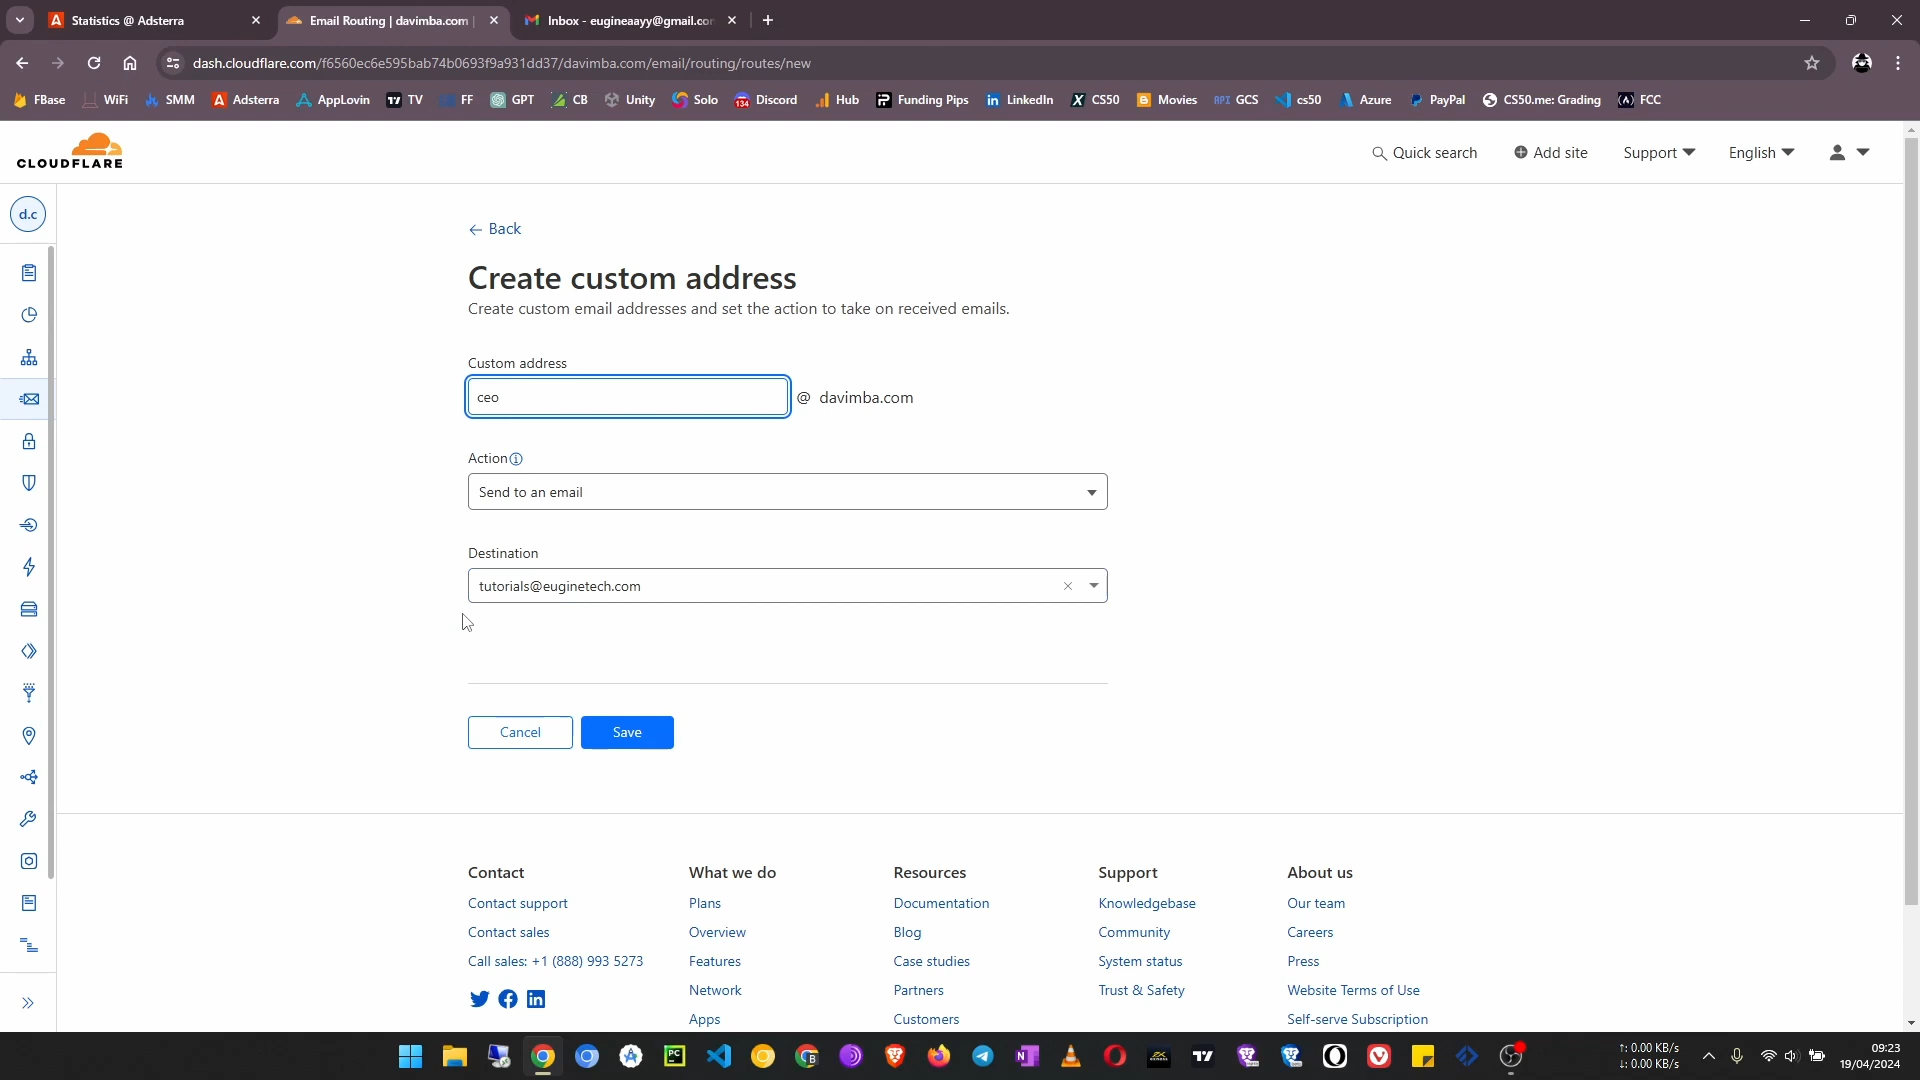 Statistics @ Adsterra
Email Routing | davimba.com |
Inbox - eugineaayy@gmail.co
dash.cloudflare.com/f6560ec6e595bab74b0693f9a931dd37/davimba.com/email/routing/routes/new
FBase
WiFi
SMM
Adsterra
AppLovin
TV
FF
GPT
CB
Unity
Solo
134
Discord
Hub
Funding Pips
LinkedIn
CS50
Movies
API
GCS
cs50
Azure
PayPal
CS50.me: Grading
FCC
CLOUDFLARE
Quick search
Add site
Support
English
d.c
Back
Create custom address
Create custom email addresses and set the action to take on received emails.
Custom address
ceo
@ davimba.com
Action
Send to an email
Destination
tutorials@euginetech.com
Cancel
Save
Contact
Contact support
Contact sales
Call sales: +1 (888) 993 5273
What we do
Plans
Overview
Features
Network
Apps
Resources
Documentation
Blog
Case studies
Partners
Customers
Support
Knowledgebase
Community
System status
Trust & Safety
About us
Our team
Careers
Press
Website Terms of Use
Self-serve Subscription
↑: 0.00 KB/s
↓: 0.00 KB/s
09:23
19/04/2024